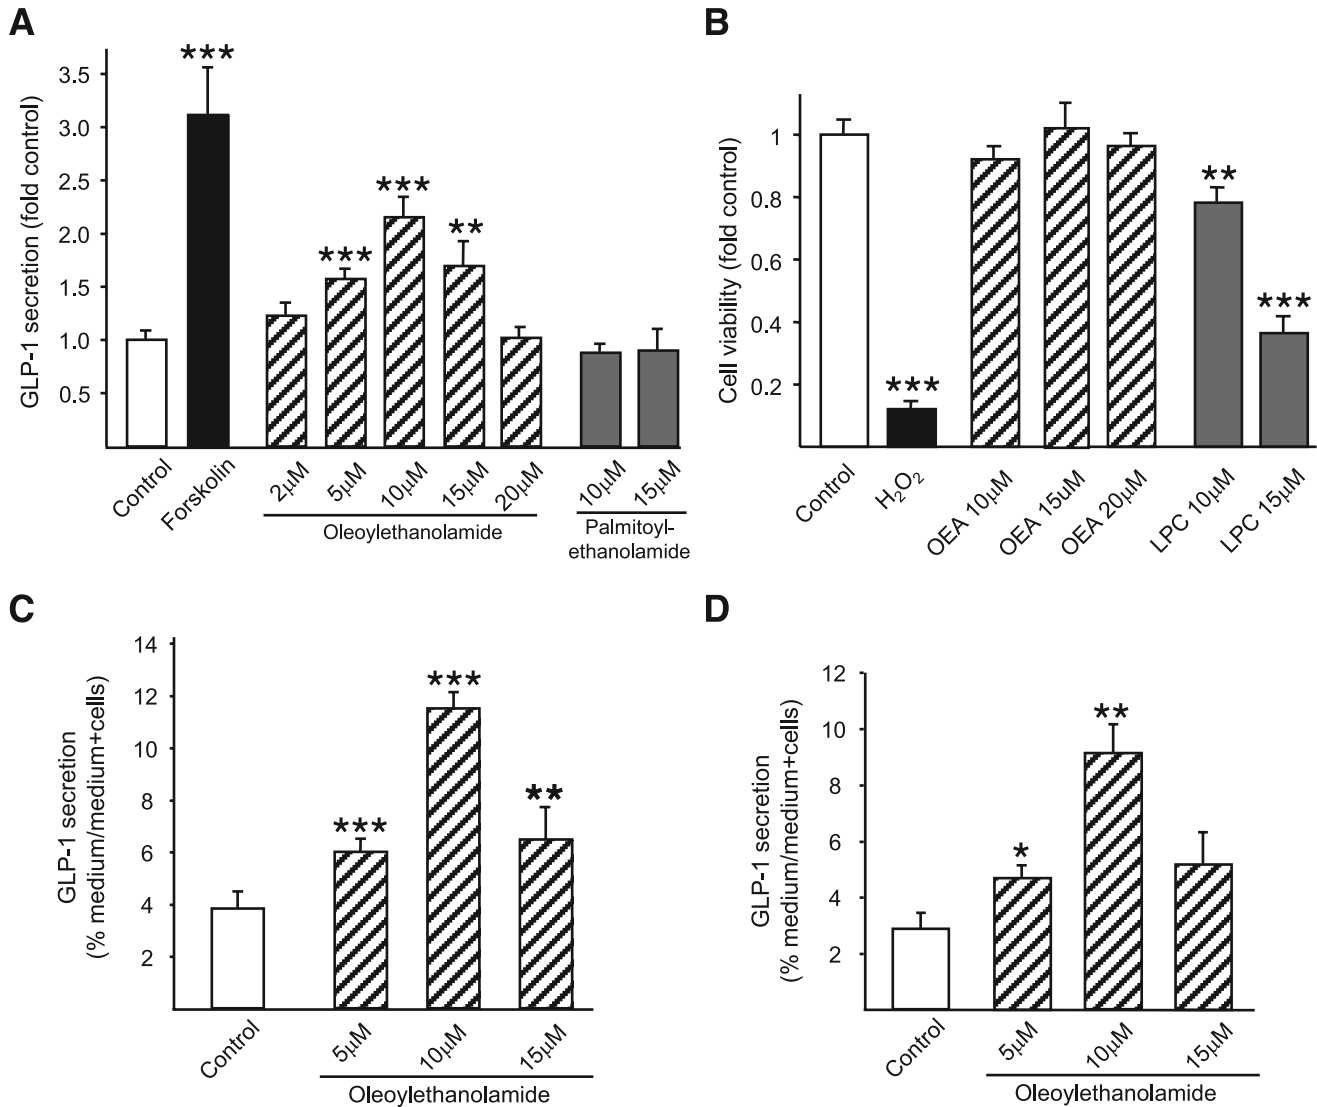 A
GLP-1 secretion (fold control)
3.5
3.0
2.5
2.0
1.5
1.0
0.5
***
***
***
**
Control
Forskolin
2μM
5μM
10μM
15μM
20μM
10μM
15μM
Oleoylethanolamide
Palmitoyl-
ethanolamide
B
Cell viability (fold control)
1
0.8
0.6
0.4
0.2
***
**
***
Control
H₂O₂
OEA 10μM
OEA 15uM
OEA 20μM
LPC 10μM
LPC 15μM
C
GLP-1 secretion
(% medium/medium+cells)
14
12
10
8
6
4
2
***
***
**
Control
5μM
10μM
15μM
Oleoylethanolamide
D
GLP-1 secretion
(% medium/medium+cells)
12
10
8
6
4
2
*
**
Control
5μM
10μM
15μM
Oleoylethanolamide